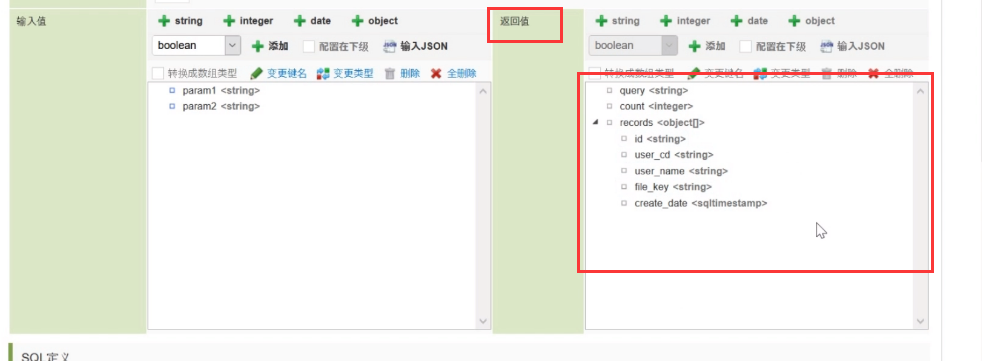 输入值
string integer date object
boolean 添加 配置在下级 输入JSON
转换成数组类型 变更键名 变更类型 删除 全删除
param1 <string>
param2 <string>
返回值
string integer date object
boolean 添加 配置在下级 输入JSON
转换成数组类型 变更键名 变更类型 删除 全删除
query <string>
count <integer>
records <object[]>
id <string>
user_cd <string>
user_name <string>
file_key <string>
create_date <sqltimestamp>
SQL定义